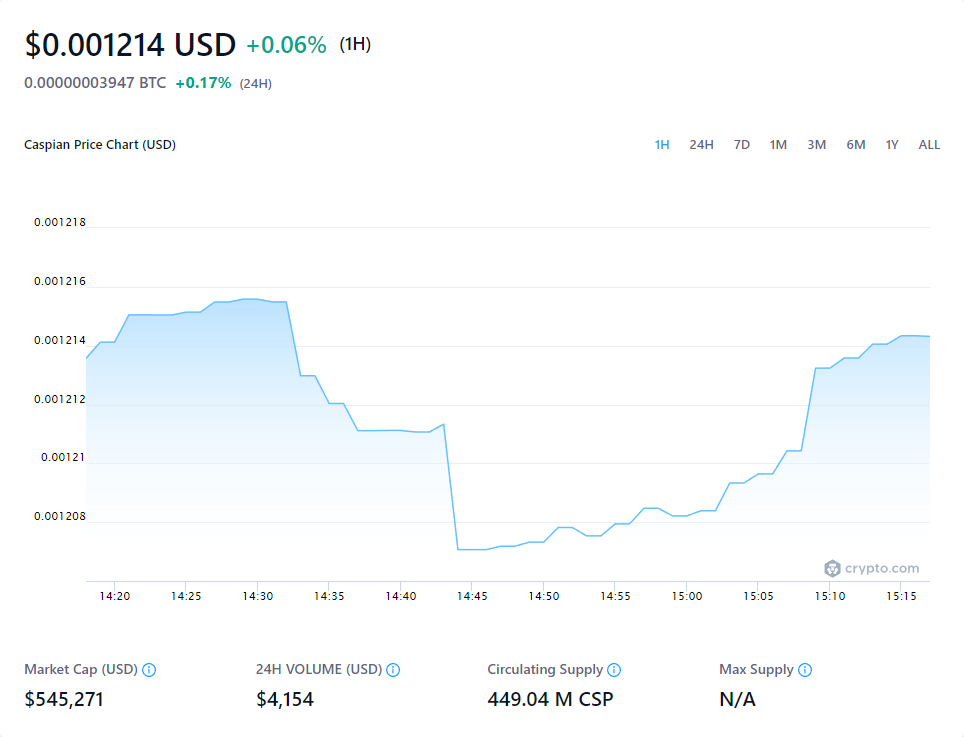 $0.001214 USD +0.06% (1H)
0.00000003947 BTC +0.17% (24H)
Caspian Price Chart (USD) 1H 24H 7D 1M 3M 6M 1Y ALL
0.001218
0.001216
0.001214
0.001212
0.00121
0.001208
crypto.com
14:20 14:25 14:30 14:35 14:40 14:45 14:50 14:55 15:00 15:05 15:10 15:15
Market Cap (USD) 24H VOLUME (USD) Circulating Supply Max Supply
$545,271 $4,154 449.04 M CSP N/A